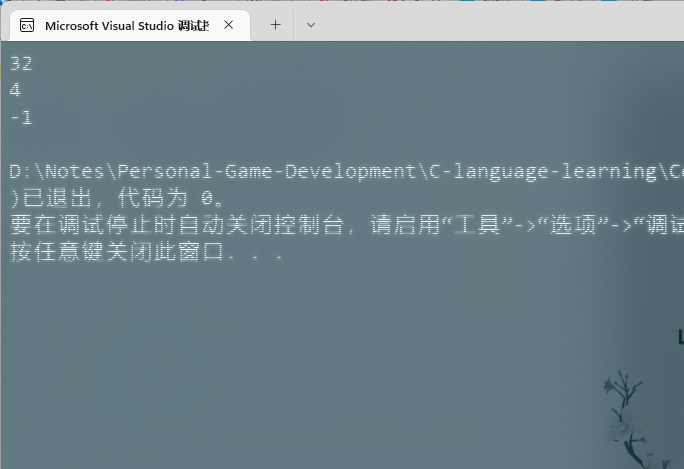 Microsoft Visual Studio 调试
32
4
-1
D:\Notes\Personal-Game-Development\C-language-learning\C
)已退出，代码为 0。
要在调试停止时自动关闭控制台，请启用“工具”->“选项”->“调试
按任意键关闭此窗口. . .